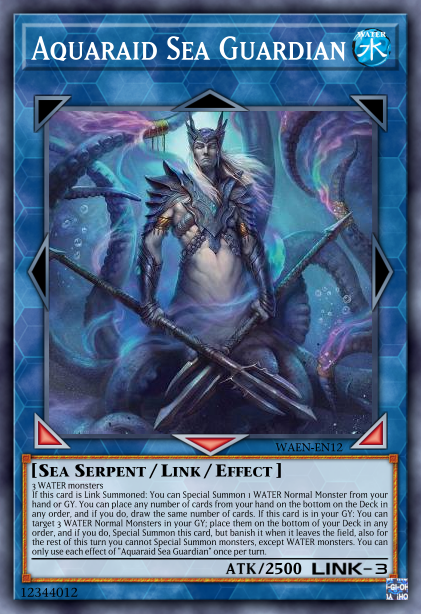 Aquaraid Sea Guardian
WATER
水
WAEN-EN12
[Sea Serpent / Link / Effect]
3 WATER monsters
If this card is Link Summoned: You can Special Summon 1 WATER Normal Monster from your
hand or GY. You can place any number of cards from your hand on the bottom on the Deck in
any order, and if you do, draw the same number of cards. If this card is in your GY: You can
target 3 WATER Normal Monsters in your GY; place them on the bottom of your Deck in any
order, and if you do, Special Summon this card, but banish it when it leaves the field, also for
the rest of this turn you cannot Special Summon monsters, except WATER monsters. You can
only use each effect of "Aquaraid Sea Guardian" once per turn.
ATK/2500 LINK-3
12344012